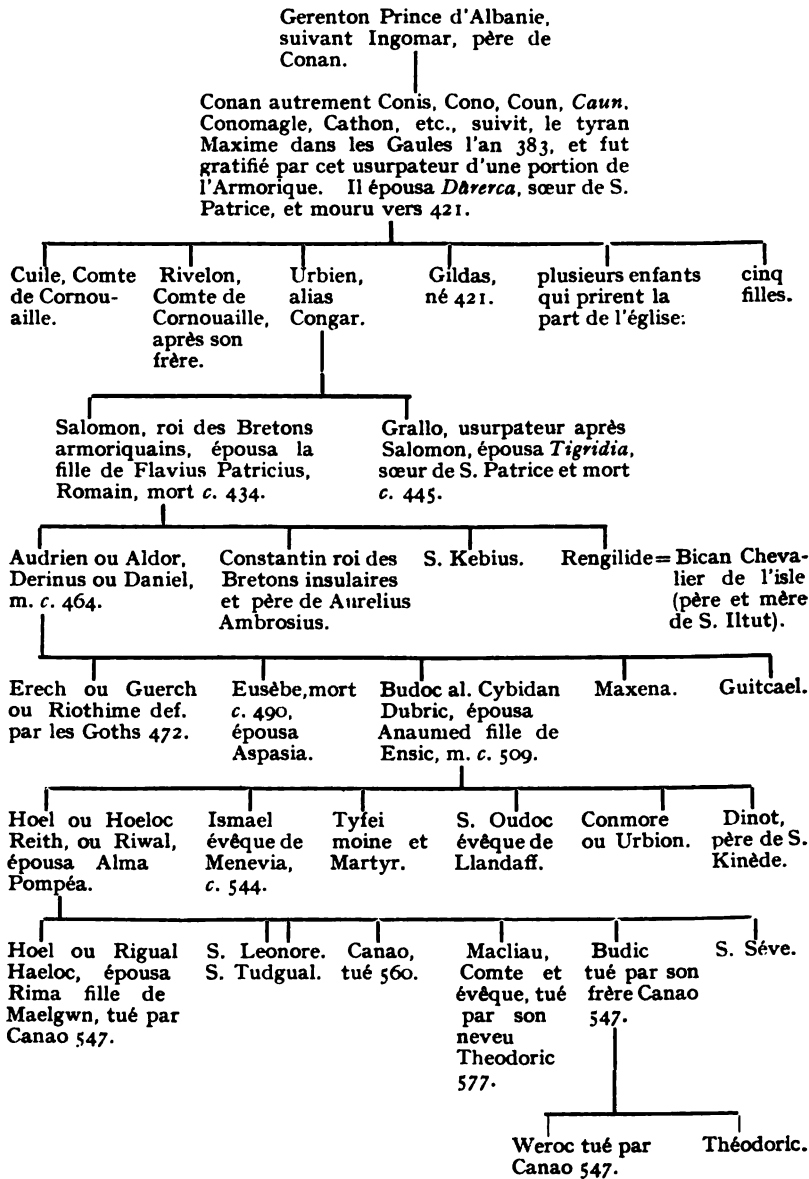 Gerenton Prince d'Albanie,
suivant Ingomar, père de
Conan.
Conan autrement Conis, Cono, Coun, Caun,
Conomagle, Cathon, etc., suivit, le tyran
Maxime dans les Gaules l'an 383, et fut
gratifié par cet usurpateur d'une portion de
l'Armorique. Il épousa Dàrerca, sœur de S.
Patrice, et mouru vers 421.
Cuile, Comte
de Cornou-
aille.
Rivelon,
Comte de
Cornouaille,
après son
frère.
Urbien,
alias
Congar.
Gildas,
né 421.
plusieurs enfants
qui prirent la
part de l'église:
cinq
filles.
Salomon, roi des Bretons
armoriquains, épousa la
fille de Flavius Patricius,
Romain, mort c. 434.
Grallo, usurpateur après
Salomon, épousa Tigridia,
sœur de S. Patrice et mort
c. 445.
Audrien ou Aldor,
Derinus ou Daniel,
m. c. 464.
Constantin roi des
Bretons insulaires
et père de Aurelius
Ambrosius.
S. Kebius.
Rengilide = Bican Cheva-
lier de l'isle
(père et mère
de S. Iltut).
Erech ou Guerch
ou Riothime def.
par les Goths 472.
Eusèbe, mort
c. 490,
épousa
Aspasia.
Budoc al. Cybidan
Dubric, épousa
Anaumed fille de
Ensic, m. c. 509.
Maxena.
Guitcael.
Hoel ou Hoeloc
Reith, ou Riwal,
épousa Alma
Pompéa.
Ismael
évêque de
Menevia,
c. 544.
Tyfei
moine et
Martyr.
S. Oudoc
évêque de
Llandaff.
Conmore
ou Urbion.
Dinot,
père de S.
Kinède.
Hoel ou Rigual
Haeloc, épousa
Rima fille de
Maelgwn, tué par
Canao 547.
S. Leonore.
S. Tudgual.
Canao,
tué 560.
Macliau,
Comte et
évêque, tué
par son
neveu
Theodoric
577.
Budic
tué par son
frère Canao
547.
S. Séve.
Weroc tué par
Canao 547.
Théodoric.